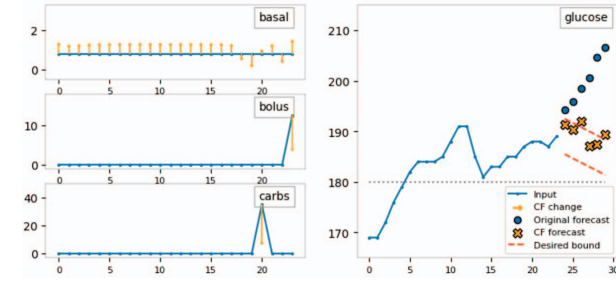 basal
2
0
0 5 10 15 20
bolus
10
0
0 5 10 15 20
carbs
40
20
0
0 5 10 15 20
glucose
210
200
190
180
170
Input
CF change
Original forecast
CF forecast
Desired bound
0 5 10 15 20 25 30